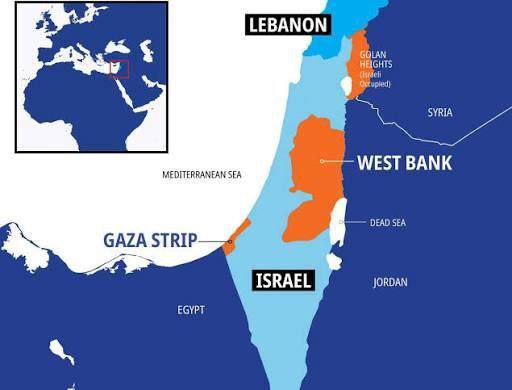 LEBANON
GOLAN
HEIGHTS
(Israeli
Occupied)
SYRIA
WEST BANK
MEDITERRANEAN SEA
DEAD SEA
GAZA STRIP
ISRAEL
JORDAN
EGYPT